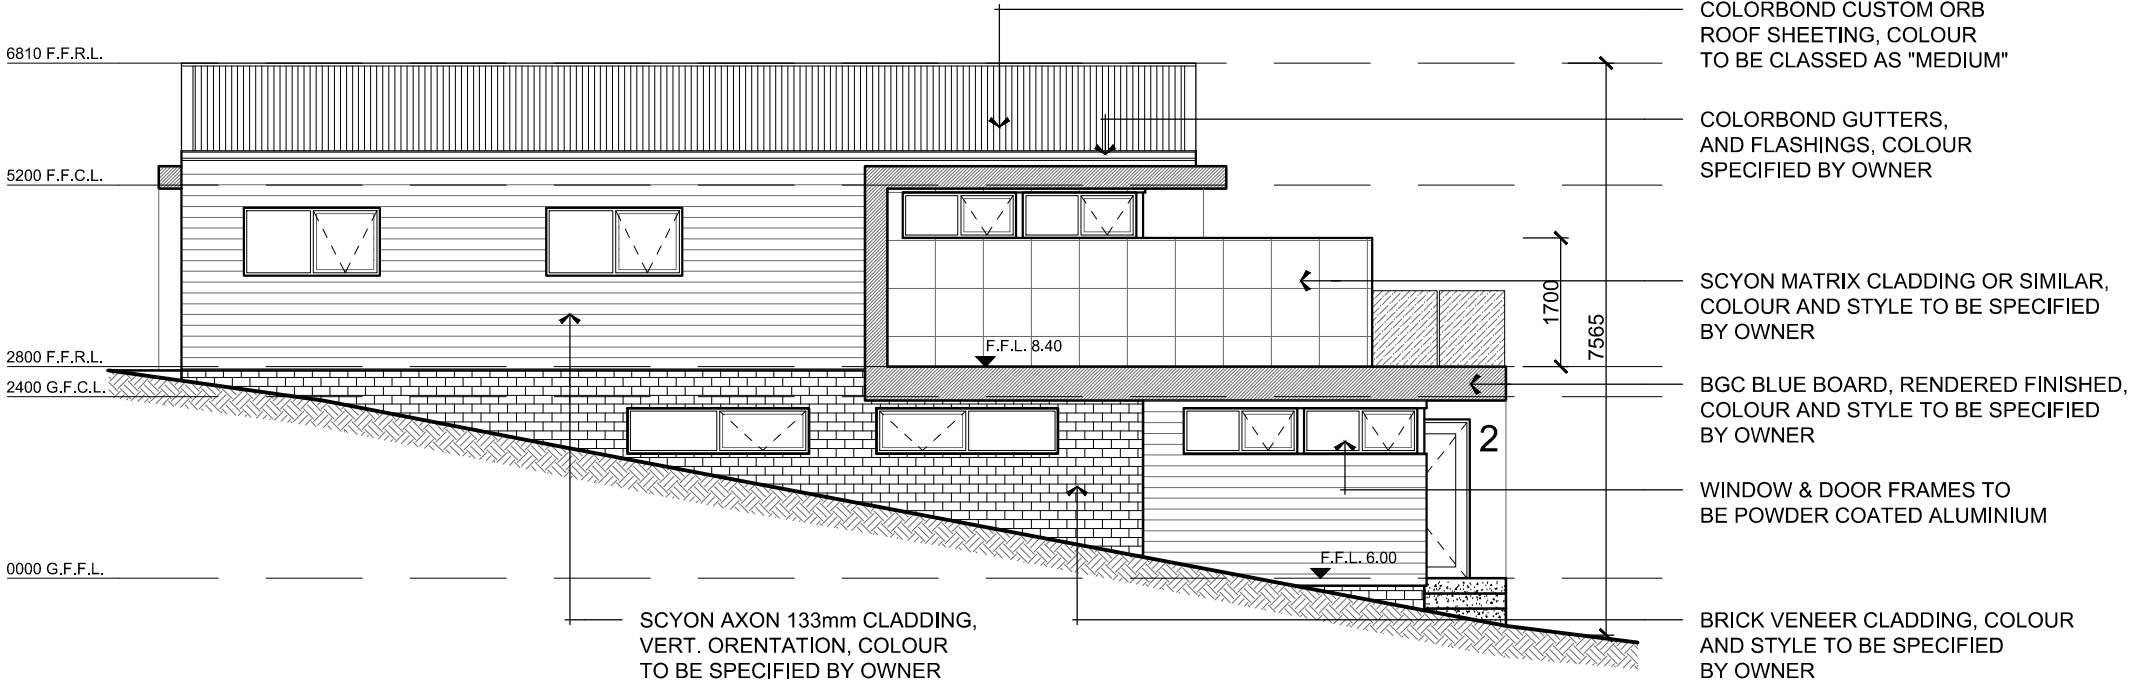 COLORBOND CUSTOM ORB
ROOF SHEETING, COLOUR
TO BE CLASSED AS "MEDIUM"
6810 F.F.R.L.
COLORBOND GUTTERS,
AND FLASHINGS, COLOUR
SPECIFIED BY OWNER
5200 F.F.C.L.
SCYON MATRIX CLADDING OR SIMILAR,
COLOUR AND STYLE TO BE SPECIFIED
BY OWNER
1700
7565
F.F.L. 8.40
2800 F.F.R.L.
2400 G.F.C.L.
BGC BLUE BOARD, RENDERED FINISHED,
COLOUR AND STYLE TO BE SPECIFIED
BY OWNER
2
WINDOW & DOOR FRAMES TO
BE POWDER COATED ALUMINIUM
F.F.L. 6.00
0000 G.F.F.L.
SCYON AXON 133mm CLADDING,
VERT. ORENTATION, COLOUR
TO BE SPECIFIED BY OWNER
BRICK VENEER CLADDING, COLOUR
AND STYLE TO BE SPECIFIED
BY OWNER